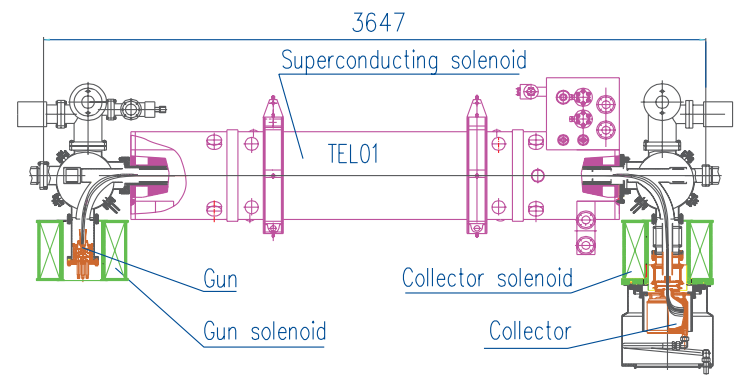 3647
Superconducting solenoid
TEL01
Gun
Collector solenoid
Gun solenoid
Collector